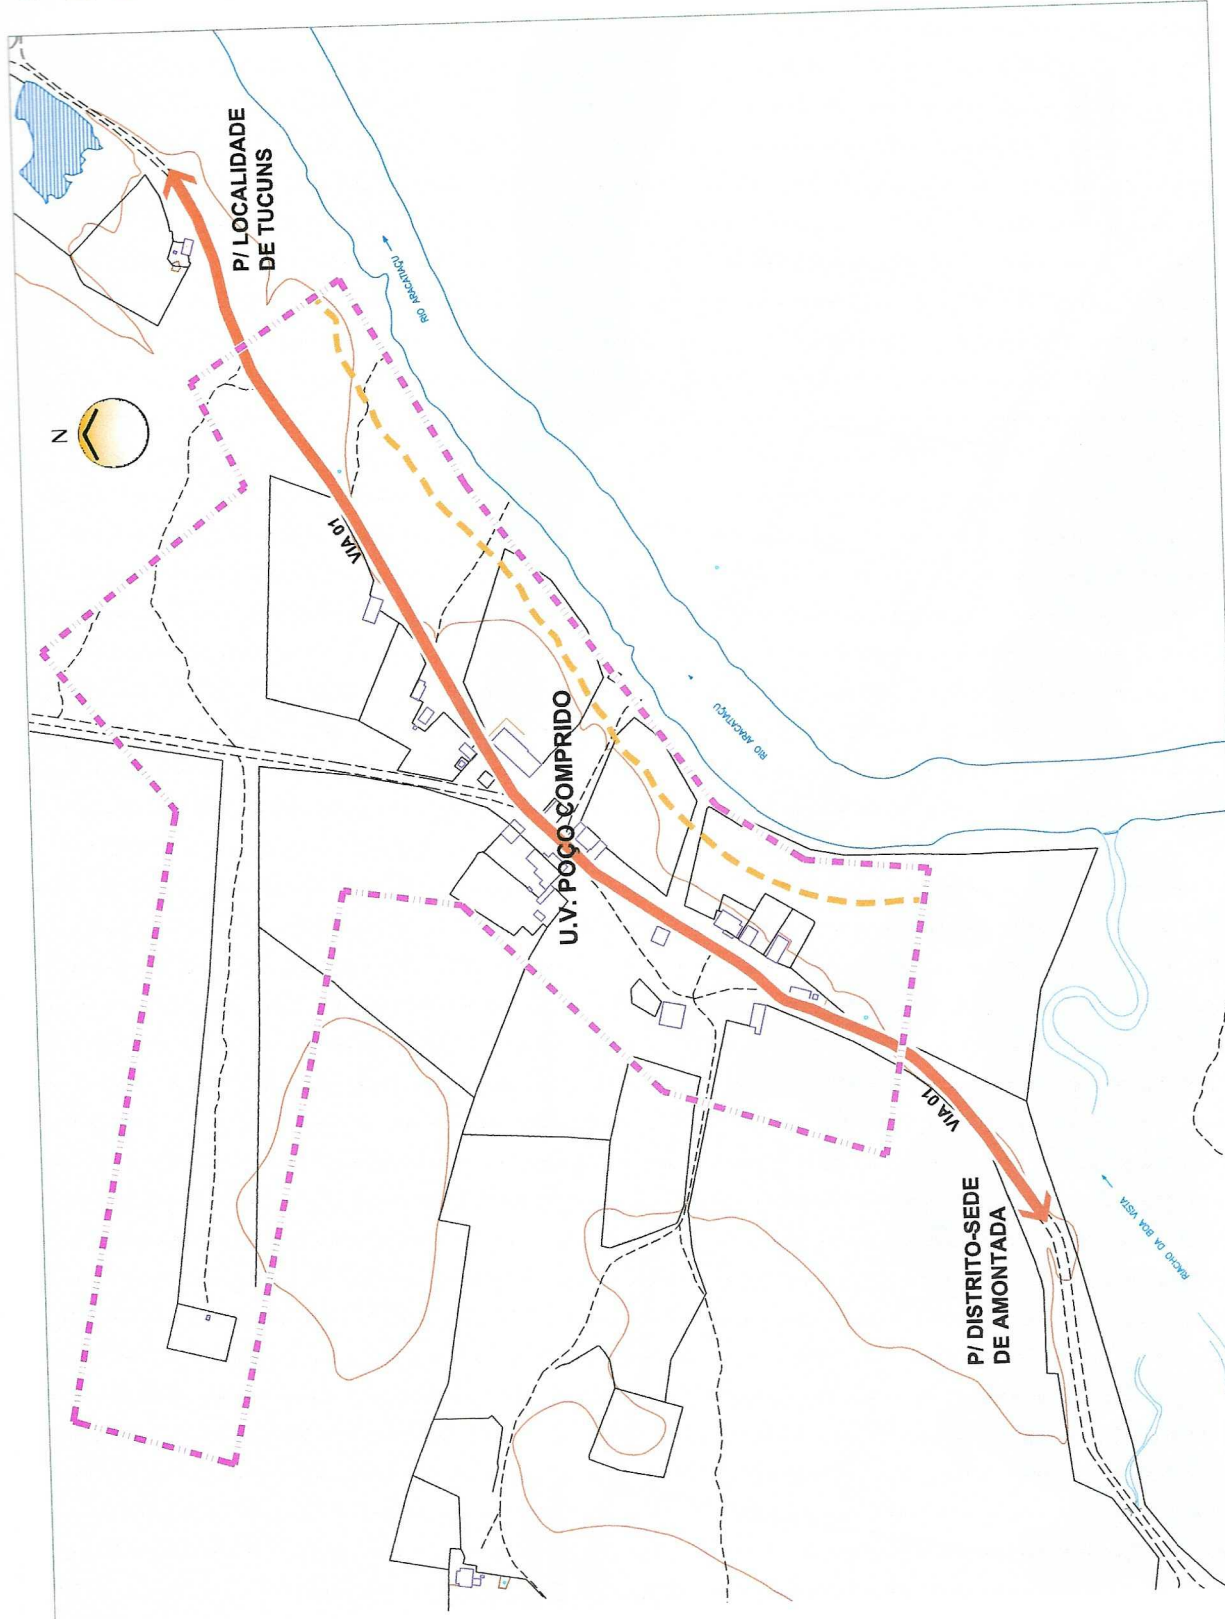 P/ LOCALIDADE
DE TUCUNS
RIO ARACATIAÇU
N
VIA 01
U.V. POÇO COMPRIDO
RIO ARACATIAÇU
VIA 01
P/ DISTRITO-SEDE
DE AMONTADA
RIACHO DA BOA VISTA